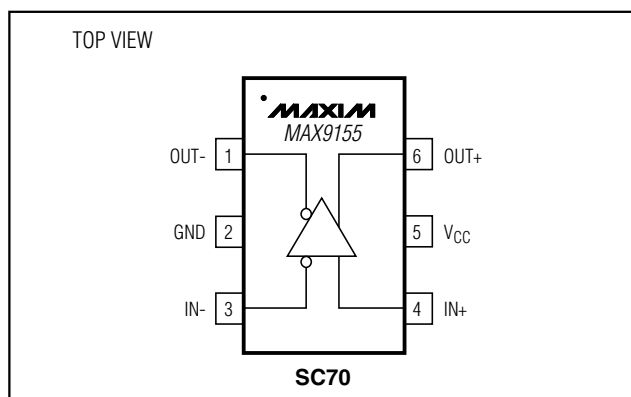 TOP VIEW
MAXIM
MAX9155
OUT- 1
6 OUT+
GND 2
5 VCC
IN- 3
4 IN+
SC70